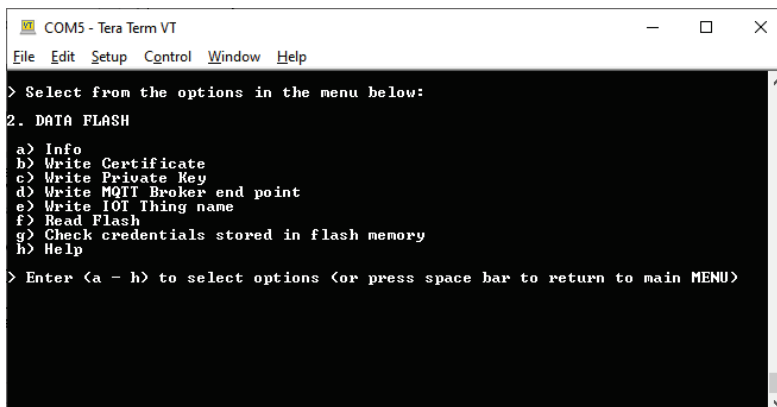 COM5 - Tera Term VT
File Edit Setup Control Window Help
> Select from the options in the menu below:
2. DATA FLASH
a) Info
b) Write Certificate
c) Write Private Key
d) Write MQTT Broker end point
e) Write IOT Thing name
f) Read Flash
g) Check credentials stored in flash memory
h) Help
> Enter (a - h) to select options (or press space bar to return to main MENU)